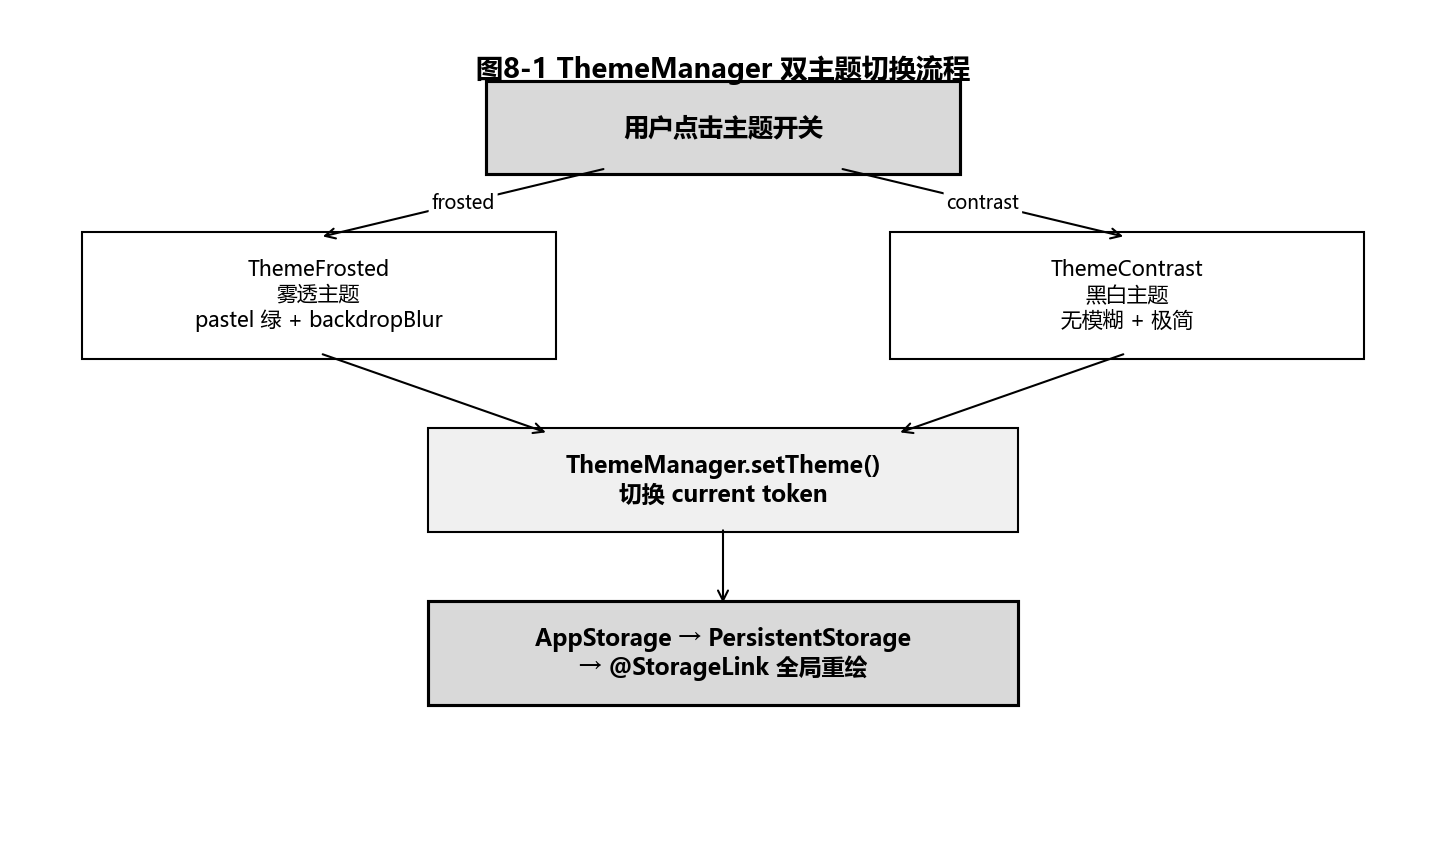 图8-1 ThemeManager 双主题切换流程
用户点击主题开关
frosted
contrast
ThemeFrosted
雾透主题
pastel 绿 + backdropBlur
ThemeContrast
黑白主题
无模糊 + 极简
ThemeManager.setTheme()
切换 current token
AppStorage → PersistentStorage
→ @StorageLink 全局重绘